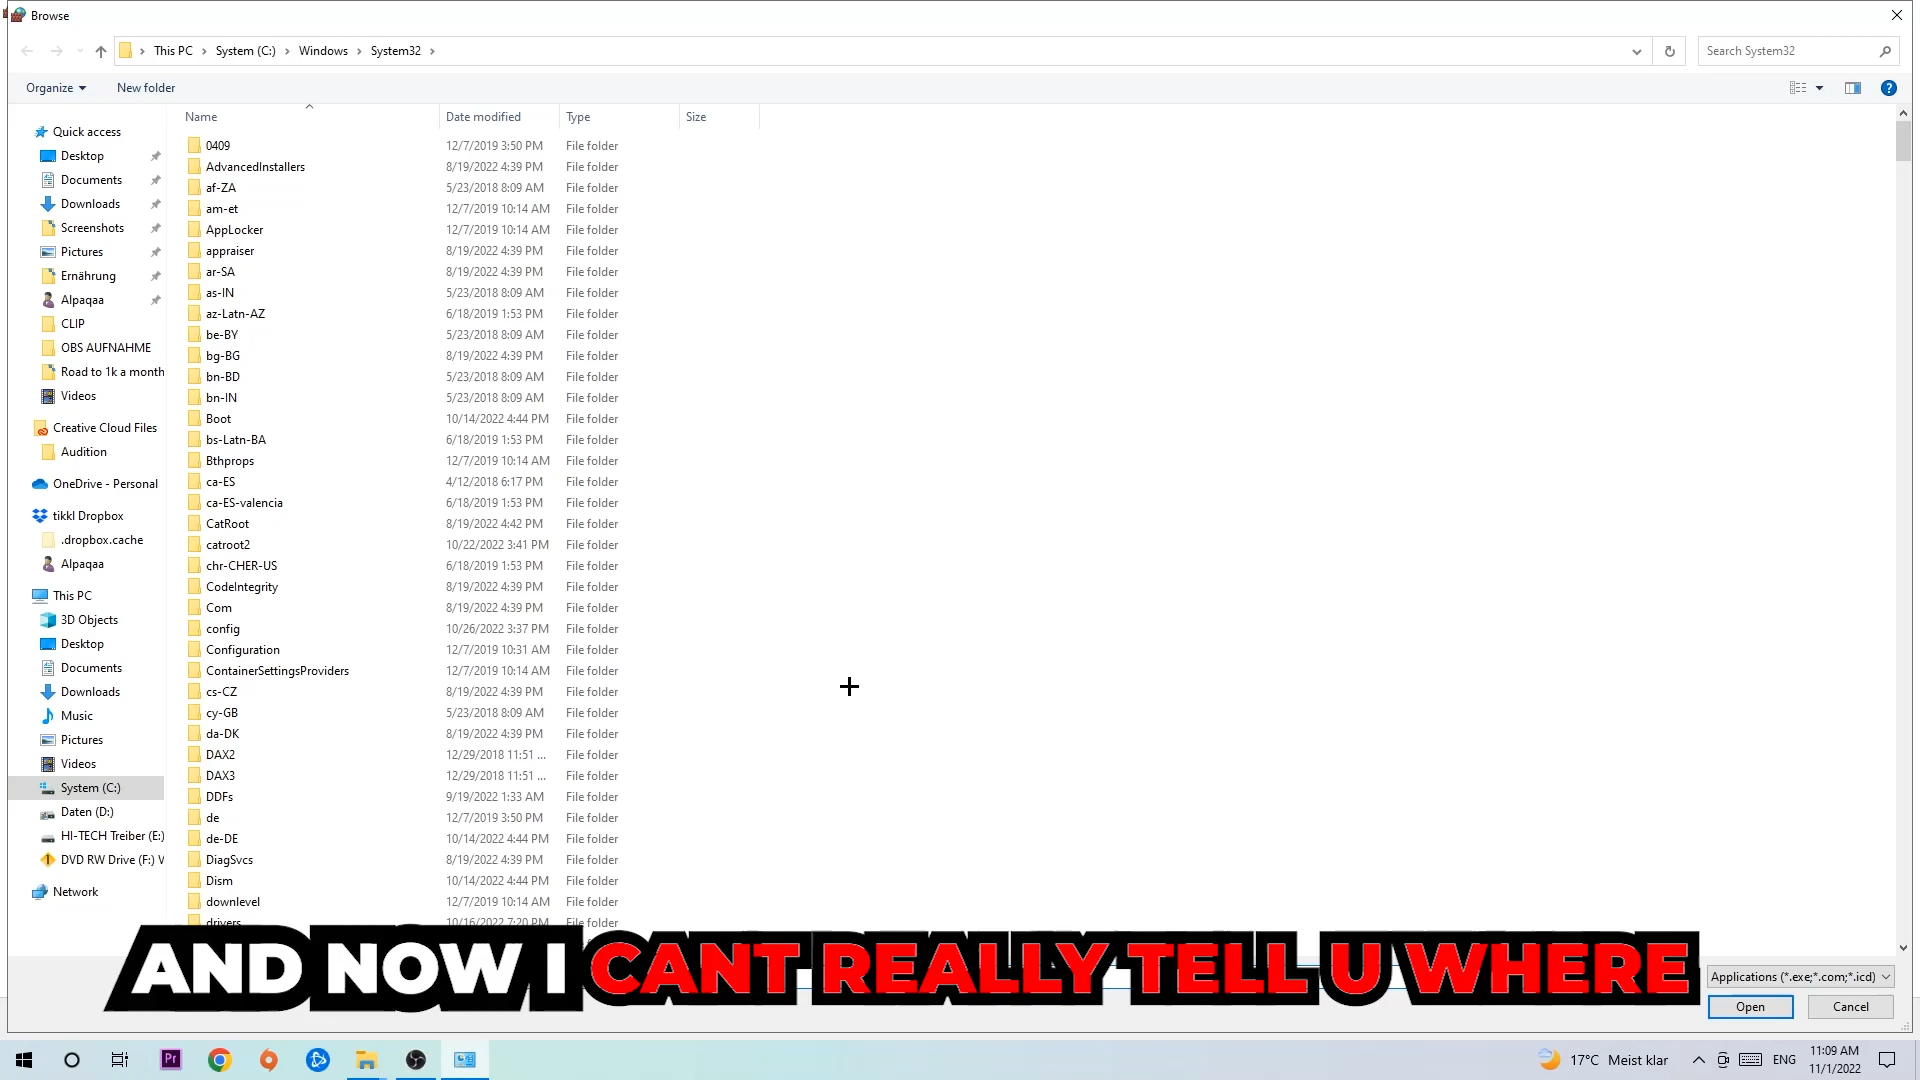 Browse
This PC
System (C:)
Windows
System32
Search System32
Organize
New folder
Name
Date modified
Type
Size
Quick access
Desktop
Documents
Downloads
Screenshots
Pictures
Ernährung
Alpaqaa
CLIP
OBS AUFNAHME
Road to 1k a month
Videos
Creative Cloud Files
Audition
OneDrive - Personal
tikkl Dropbox
.dropbox.cache
Alpaqaa
This PC
3D Objects
Desktop
Documents
Downloads
Music
Pictures
Videos
System (C:)
Daten (D:)
HI-TECH Treiber (E:)
DVD RW Drive (F:) V
Network
0409 12/7/2019 3:50 PM File folder
AdvancedInstallers 8/19/2022 4:39 PM File folder
af-ZA 5/23/2018 8:09 AM File folder
am-et 12/7/2019 10:14 AM File folder
AppLocker 12/7/2019 10:14 AM File folder
appraiser 8/19/2022 4:39 PM File folder
ar-SA 8/19/2022 4:39 PM File folder
as-IN 5/23/2018 8:09 AM File folder
az-Latn-AZ 6/18/2019 1:53 PM File folder
be-BY 5/23/2018 8:09 AM File folder
bg-BG 8/19/2022 4:39 PM File folder
bn-BD 5/23/2018 8:09 AM File folder
bn-IN 5/23/2018 8:09 AM File folder
Boot 10/14/2022 4:44 PM File folder
bs-Latn-BA 6/18/2019 1:53 PM File folder
Bthprops 12/7/2019 10:14 AM File folder
ca-ES 4/12/2018 6:17 PM File folder
ca-ES-valencia 6/18/2019 1:53 PM File folder
CatRoot 8/19/2022 4:42 PM File folder
catroot2 10/22/2022 3:41 PM File folder
chr-CHER-US 6/18/2019 1:53 PM File folder
CodeIntegrity 8/19/2022 4:39 PM File folder
Com 8/19/2022 4:39 PM File folder
config 10/26/2022 3:37 PM File folder
Configuration 12/7/2019 10:31 AM File folder
ContainerSettingsProviders 12/7/2019 10:14 AM File folder
cs-CZ 8/19/2022 4:39 PM File folder
cy-GB 5/23/2018 8:09 AM File folder
da-DK 8/19/2022 4:39 PM File folder
DAX2 12/29/2018 11:51 ... File folder
DAX3 12/29/2018 11:51 ... File folder
DDFs 9/19/2022 1:33 AM File folder
de 12/7/2019 3:50 PM File folder
de-DE 10/14/2022 4:44 PM File folder
DiagSvcs 8/19/2022 4:39 PM File folder
Dism 10/14/2022 4:44 PM File folder
downlevel 12/7/2019 10:14 AM File folder
drivers 10/16/2022 7:20 PM File folder
AND NOW I CANT REALLY TELL U WHERE
Applications (*.exe;*.com;*.icd)
Open
Cancel
Pr
17°C Meist klar
ENG
11:09 AM
11/1/2022